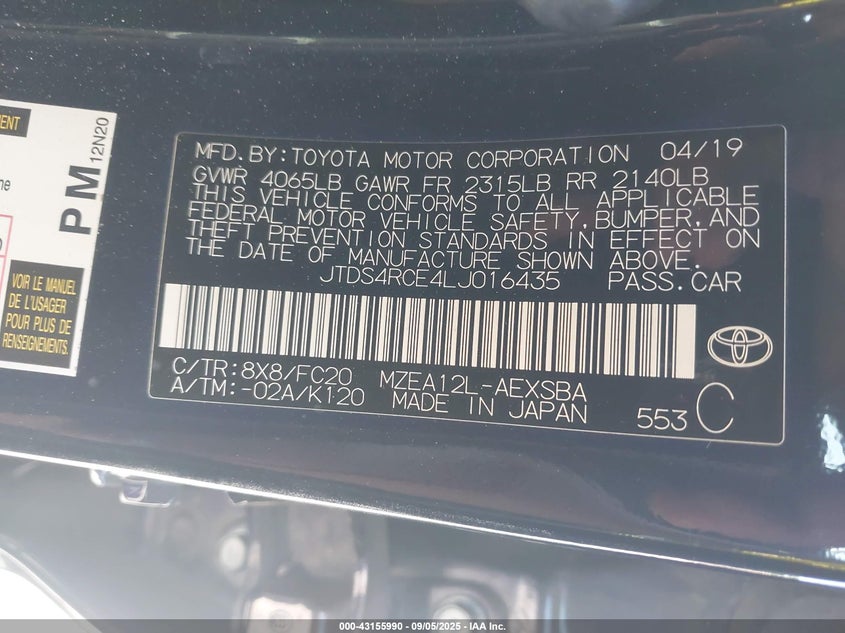 MENT
ne
PM 12N20
VOIR LE MANUEL
DE L'USAGER
POUR PLUS DE
RENSEIGNEMENTS.
MFD.BY:TOYOTA MOTOR CORPORATION 04/19
GVWR 4065LB GAWR FR 2315LB RR 2140LB
THIS VEHICLE CONFORMS TO ALL APPLICABLE
FEDERAL MOTOR VEHICLE SAFETY,BUMPER,AND
THEFT PREVENTION STANDARDS IN EFFECT ON
THE DATE OF MANUFACTURE SHOWN ABOVE.
JTDS4RCE4LJ016435 PASS.CAR
C/TR:8X8/FC20 MZEA12L-AEXSBA
A/TM:-02A/K120 MADE IN JAPAN 553 C
000-43155990 - 09/05/2025 - IAA Inc.